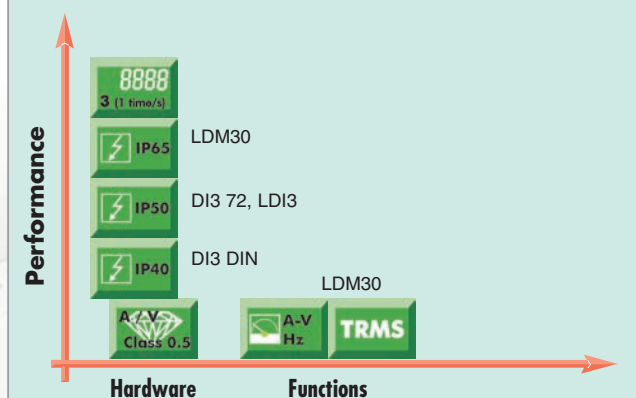 8888
3 (1 time/s)
IP65
LDM30
IP50
DI3 72, LDI3
IP40
DI3 DIN
LDM30
A / V
Class 0.5
A-V
Hz
TRMS
Performance
Hardware
Functions